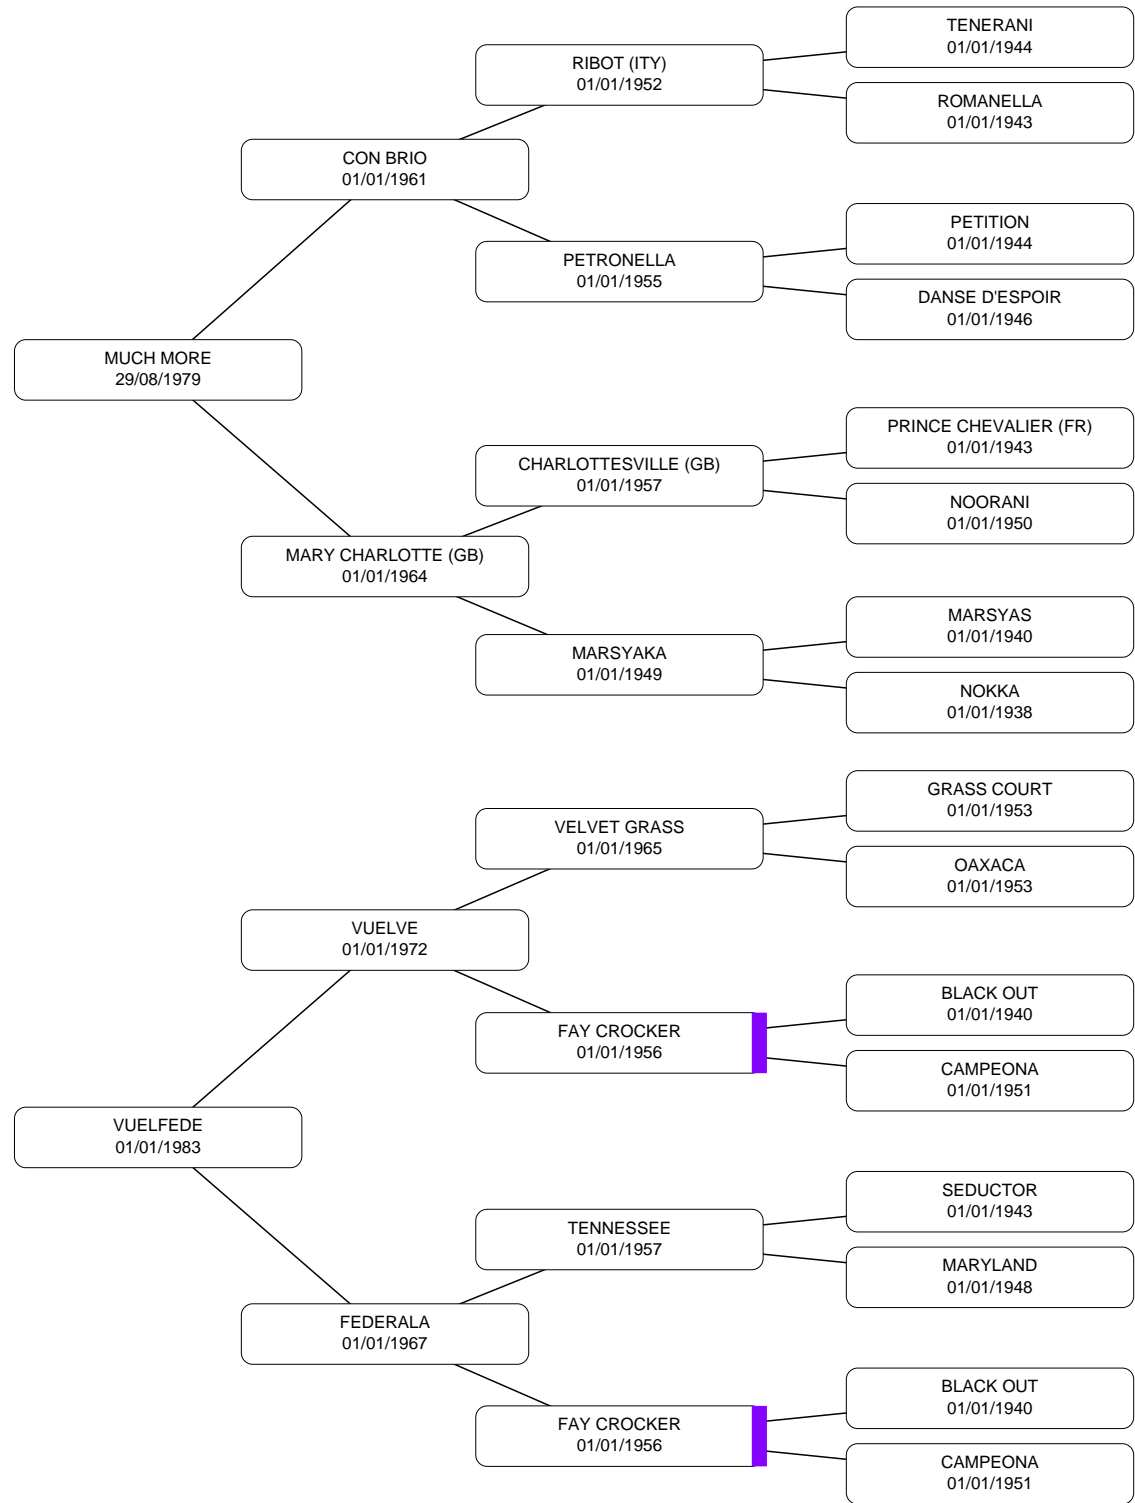 TENERANI
01/01/1944
RIBOT (ITY)
01/01/1952
ROMANELLA
01/01/1943
CON BRIO
01/01/1961
PETITION
01/01/1944
PETRONELLA
01/01/1955
DANSE D'ESPOIR
01/01/1946
MUCH MORE
29/08/1979
PRINCE CHEVALIER (FR)
01/01/1943
CHARLOTTESVILLE (GB)
01/01/1957
NOORANI
01/01/1950
MARY CHARLOTTE (GB)
01/01/1964
MARSYAS
01/01/1940
MARSYAKA
01/01/1949
NOKKA
01/01/1938
GRASS COURT
01/01/1953
VELVET GRASS
01/01/1965
OAXACA
01/01/1953
VUELVE
01/01/1972
BLACK OUT
01/01/1940
FAY CROCKER
01/01/1956
CAMPEONA
01/01/1951
VUELFEDE
01/01/1983
SEDUCTOR
01/01/1943
TENNESSEE
01/01/1957
MARYLAND
01/01/1948
FEDERALA
01/01/1967
BLACK OUT
01/01/1940
FAY CROCKER
01/01/1956
CAMPEONA
01/01/1951